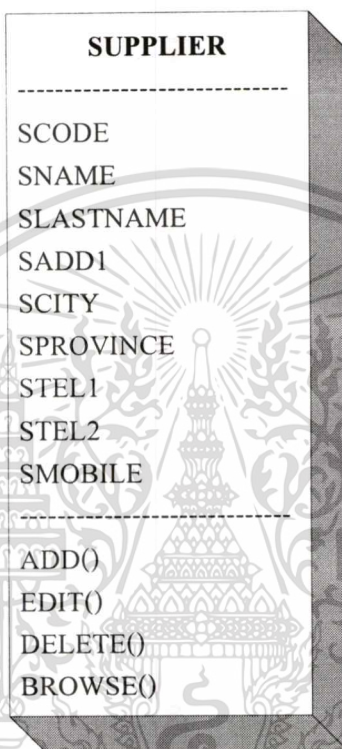 SUPPLIER
SCODE
SNAME
SLASTNAME
SADD1
SCITY
SPROVINCE
STEL1
STEL2
SMOBILE
ADD()
EDIT()
DELETE()
BROWSE()